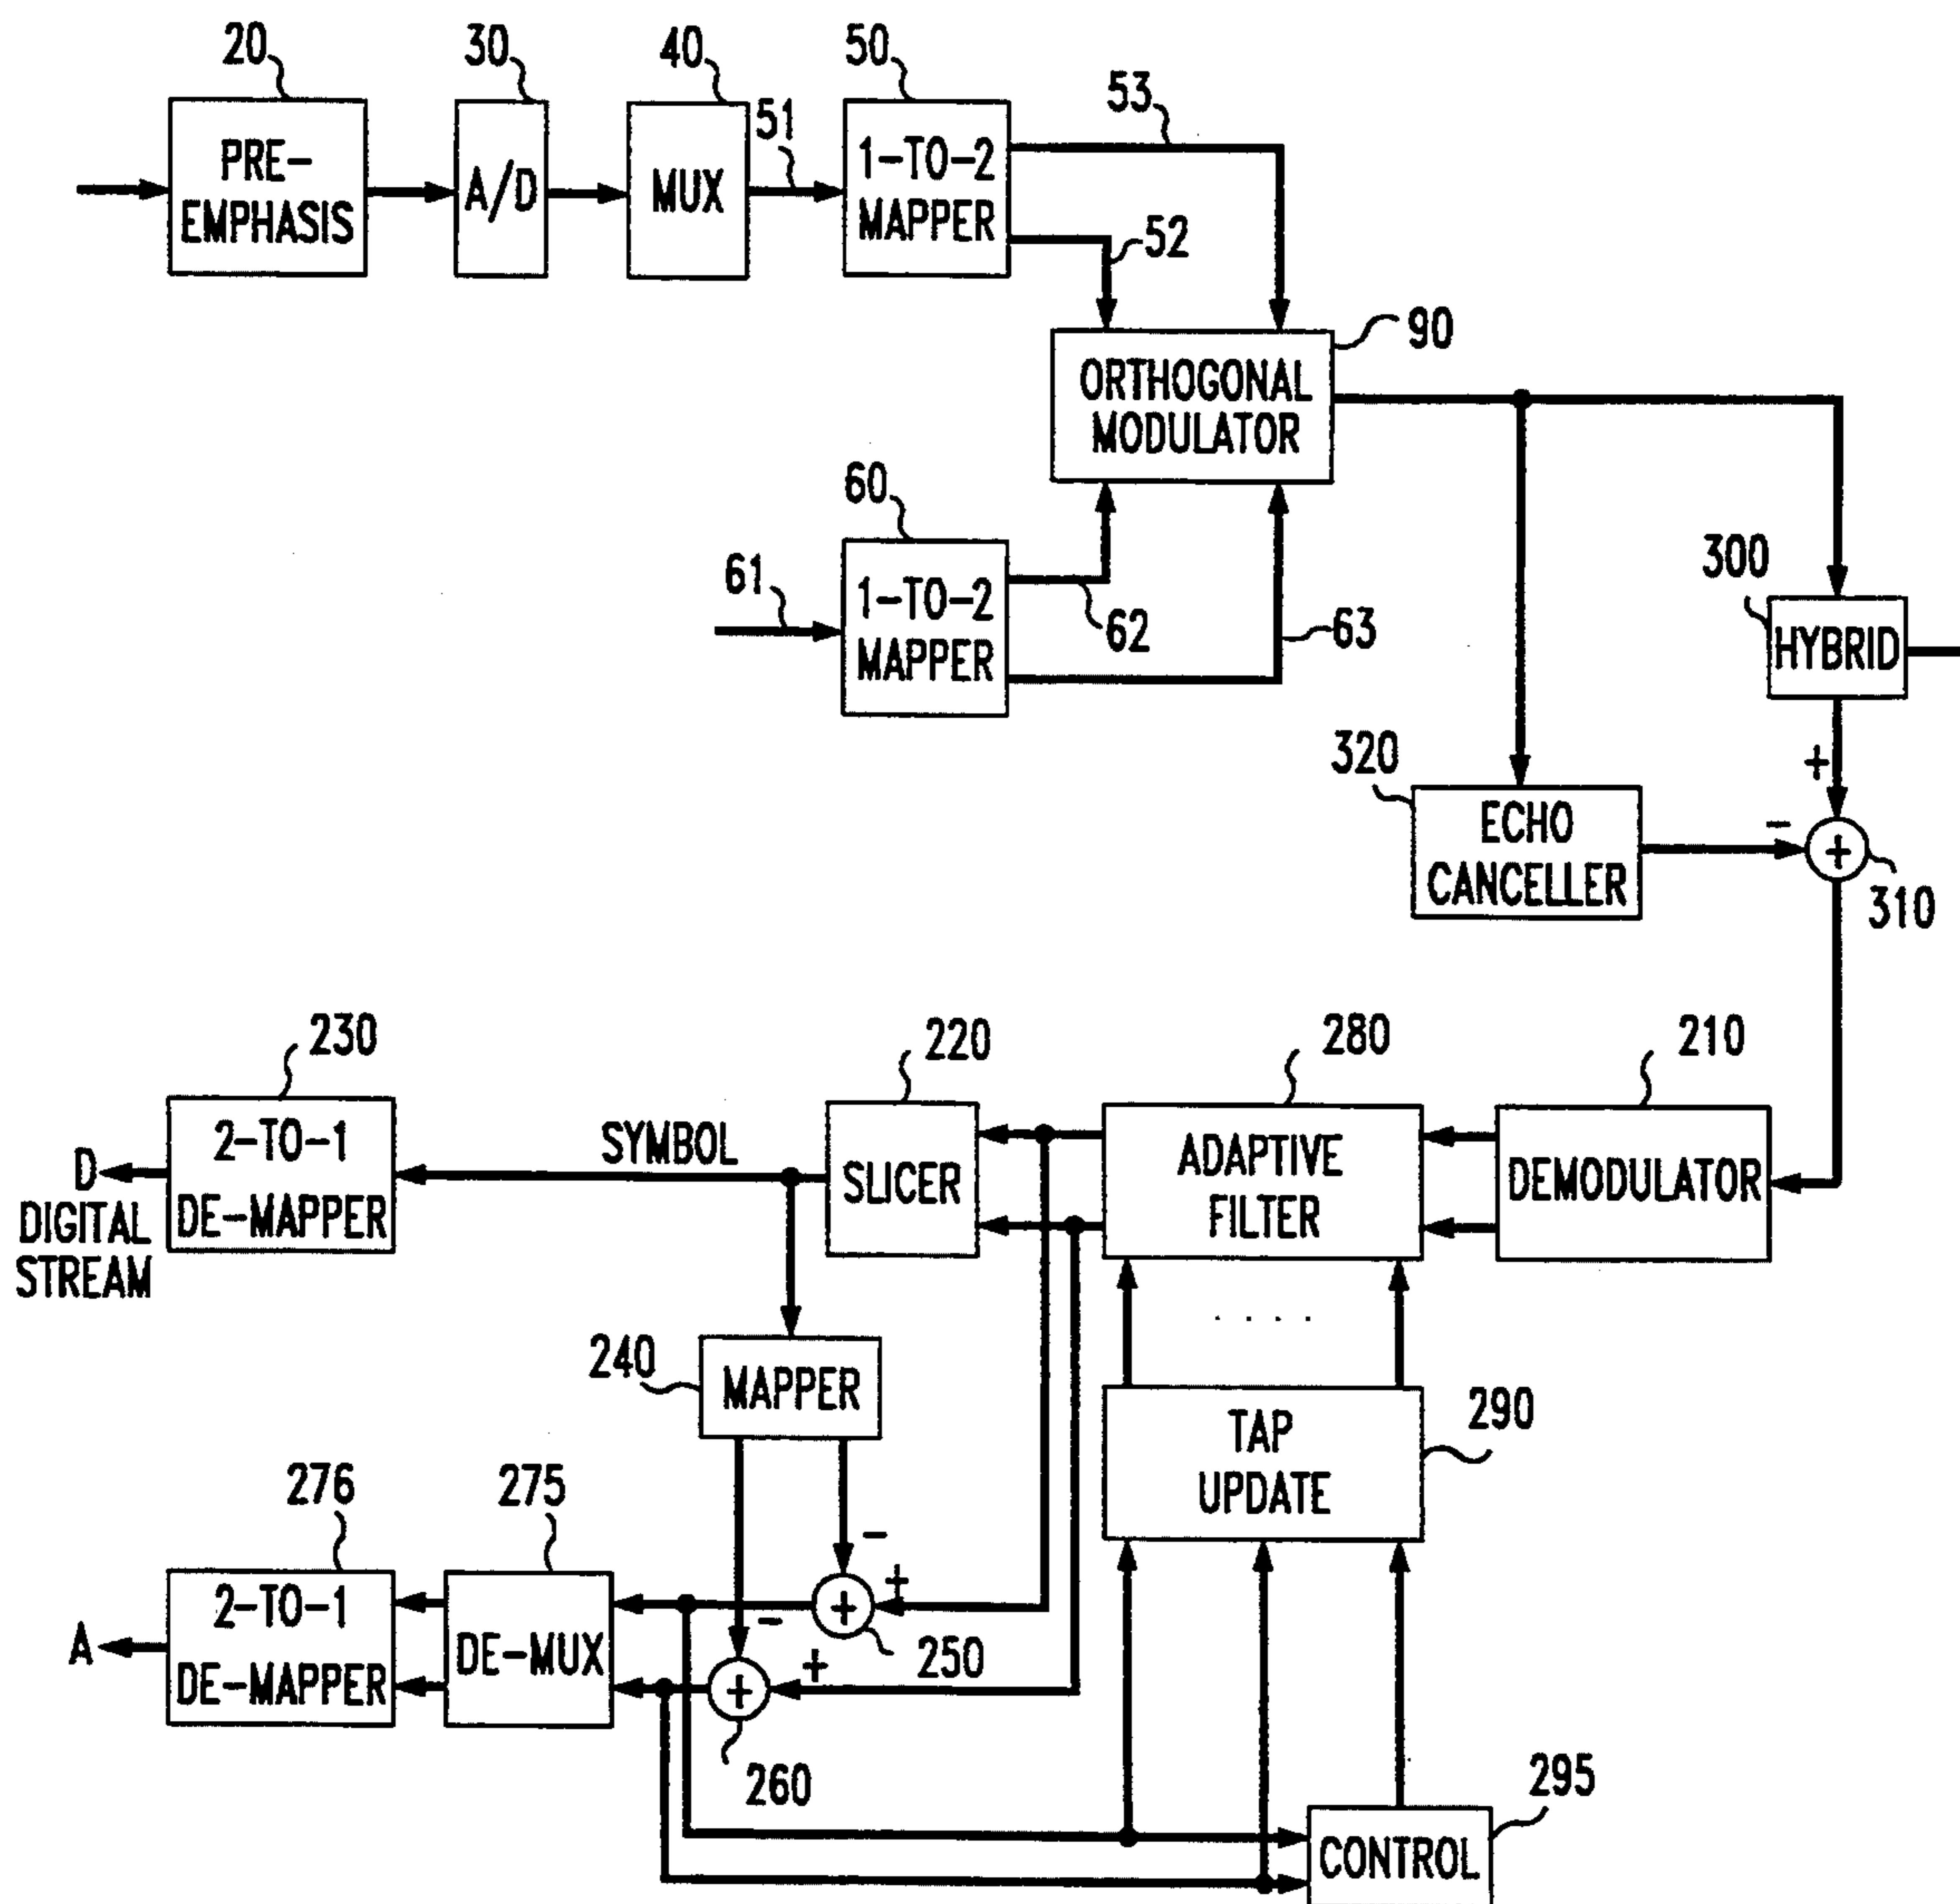 20
30
40
50
53
51
PRE-
EMPHASIS
A/D
MUX
1-TO-2
MAPPER
52
90
ORTHOGONAL
MODULATOR
60
61
1-TO-2
MAPPER
62
63
300
HYBRID
320
+
ECHO
CANCELLER
-
+
310
230
220
280
210
2-TO-1
DE-MAPPER
SYMBOL
SLICER
ADAPTIVE
FILTER
DEMODULATOR
D
DIGITAL
STREAM
. . . .
240
MAPPER
TAP
UPDATE
290
276
275
-
+
+
250
2-TO-1
DE-MAPPER
DE-MUX
A
-
+
+
260
295
CONTROL